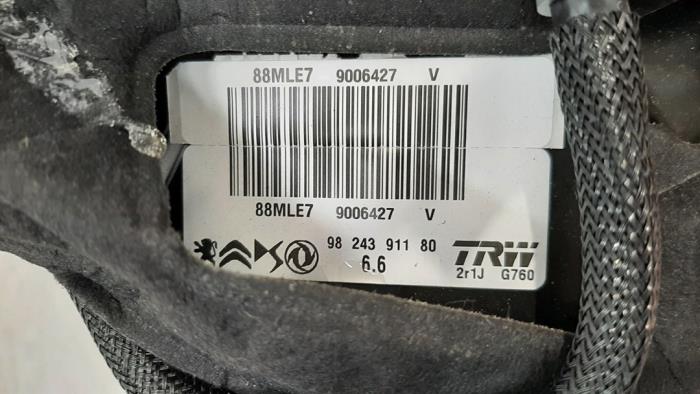 88MLE7 9006427 V
88MLE7 9006427 V
98 243 911 80
6.6
TRW
2r1J G760